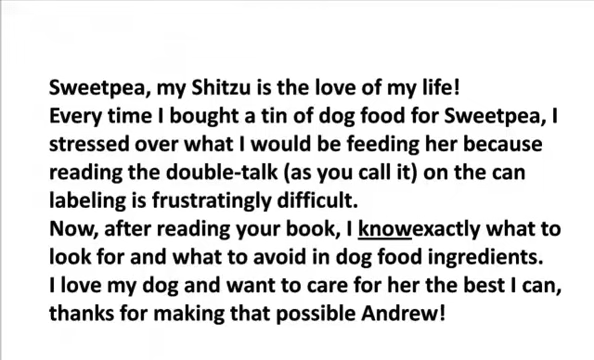 Sweetpea, my Shitzu is the love of my life!
Every time I bought a tin of dog food for Sweetpea, I
stressed over what I would be feeding her because
reading the double-talk (as you call it) on the can
labeling is frustratingly difficult.
Now, after reading your book, I knowexactly what to
look for and what to avoid in dog food ingredients.
I love my dog and want to care for her the best I can,
thanks for making that possible Andrew!